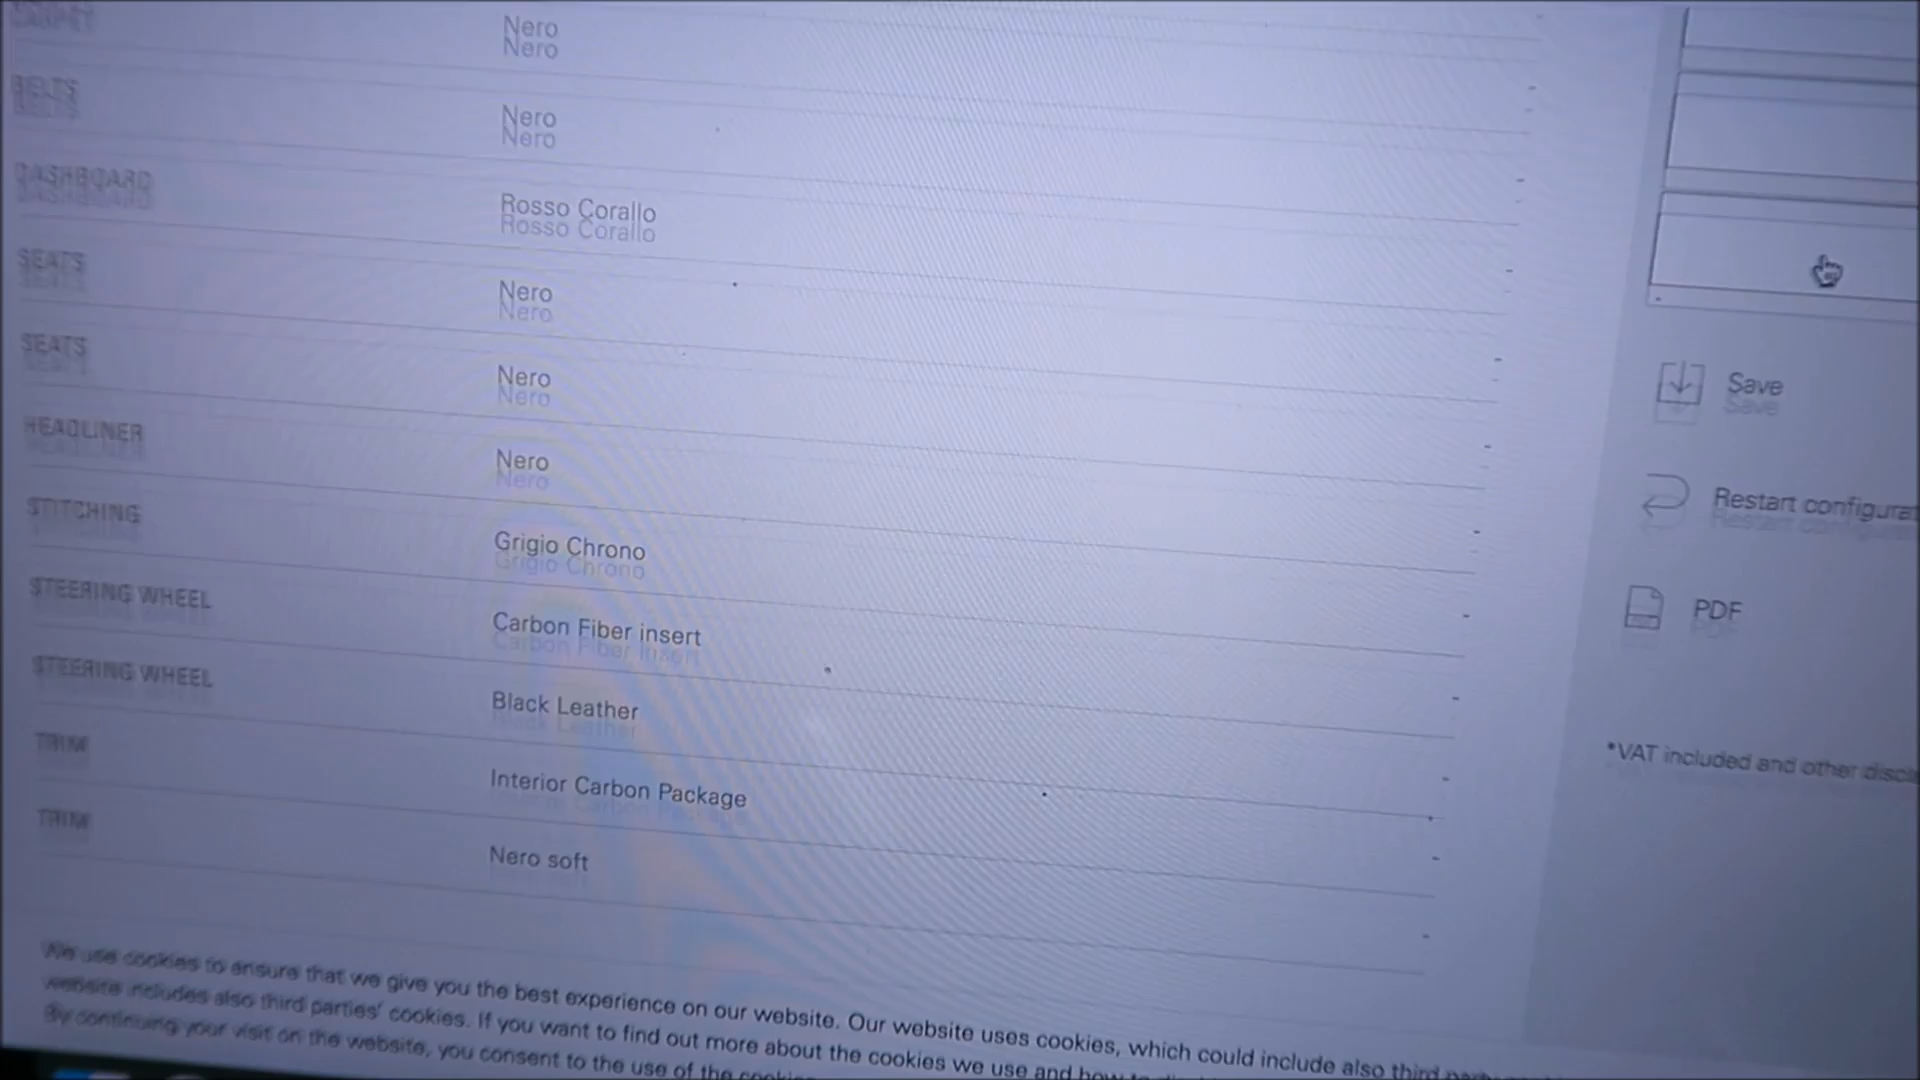 CARPET
Nero
BELTS
Nero
DASHBOARD
Rosso Corallo
SEATS
Nero
SEATS
Nero
HEADLINER
Nero
STITCHING
Grigio Chrono
STEERING WHEEL
Carbon Fiber insert
STEERING WHEEL
Black Leather
TRIM
Interior Carbon Package
TRIM
Nero soft
Save
Restart configurat
PDF
*VAT included and other discla
We use cookies to ensure that we give you the best experience on our website. Our website uses cookies, which could include also third
website includes also third parties' cookies. If you want to find out more about the cookies we use and how to
By continuing your visit on the website, you consent to the use of the